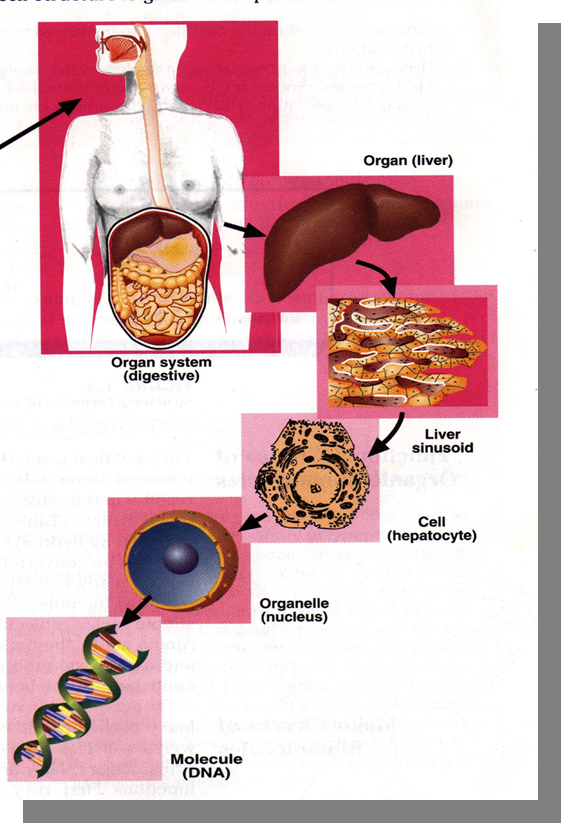 Organ (liver)
Organ system
(digestive)
Liver
sinusoid
Cell
(hepatocyte)
Organelle
(nucleus)
Molecule
(DNA)